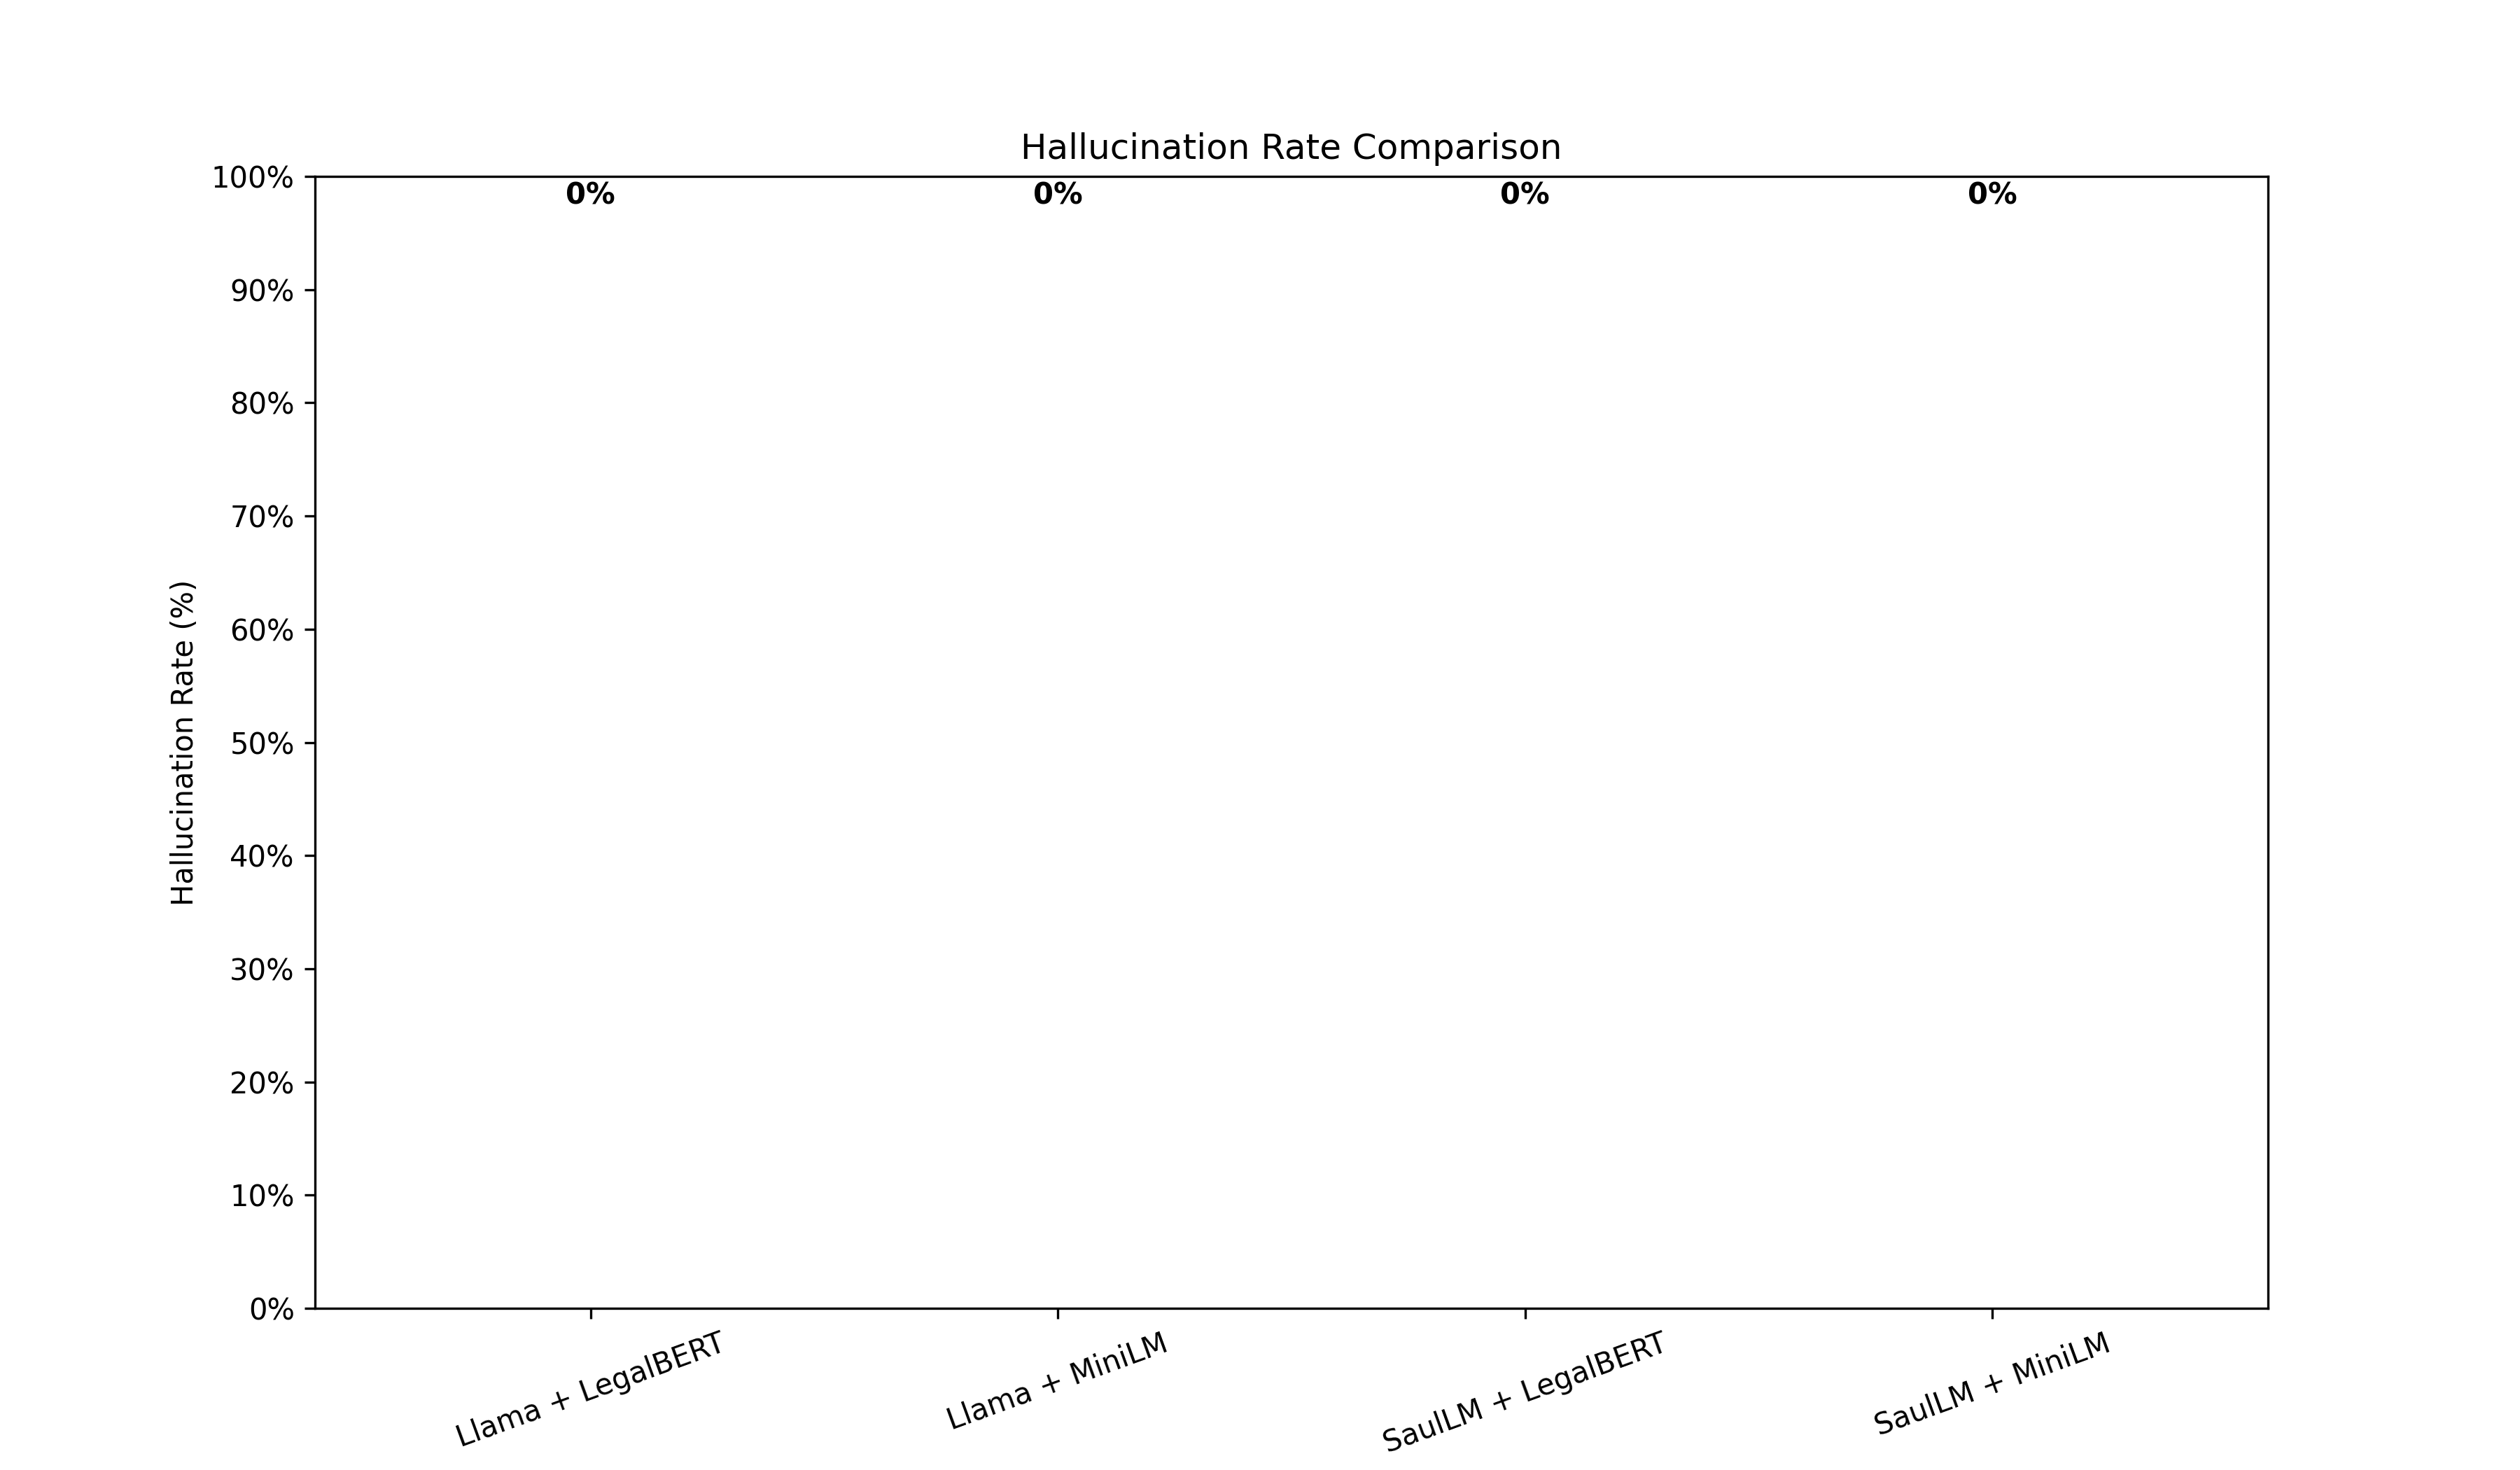 Hallucination Rate Comparison
100%
0% 0% 0% 0%
90%
80%
70%
60%
50%
40%
30%
20%
10%
0%
Hallucination Rate (%)
Llama + LegalBERT
Llama + MiniLM
SaulLM + LegalBERT
SaulLM + MiniLM